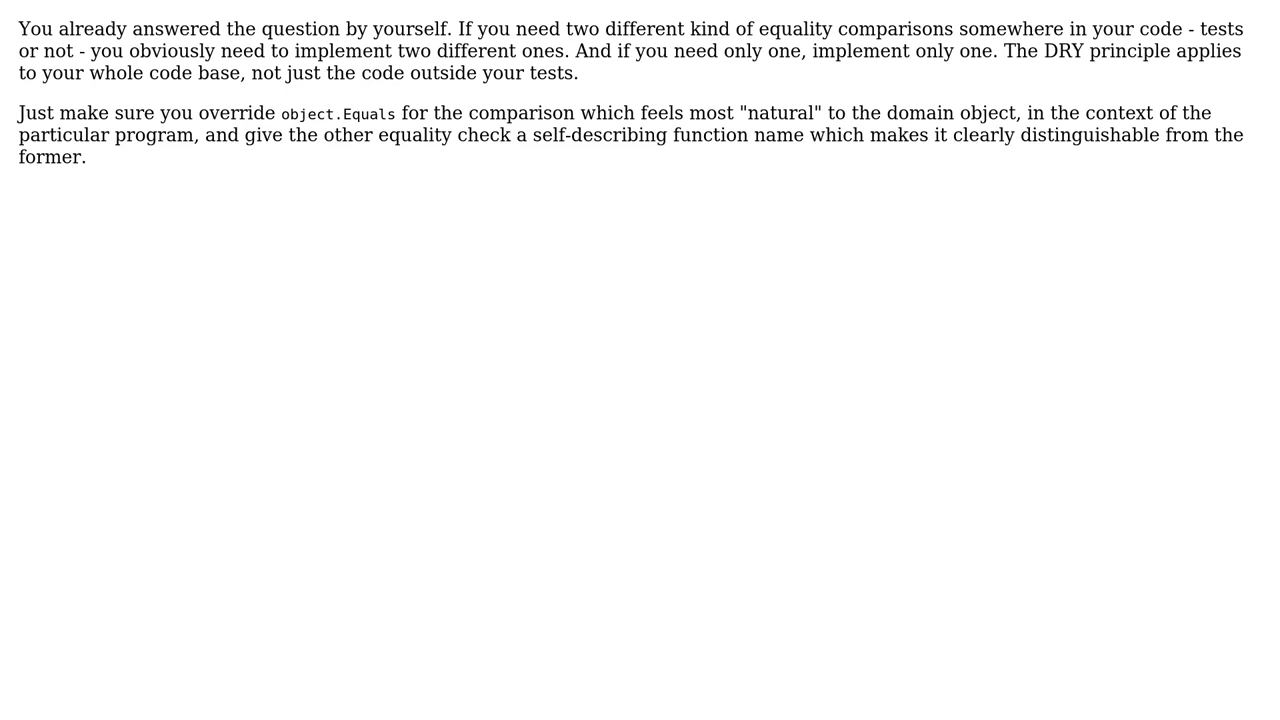 You already answered the question by yourself. If you need two different kind of equality comparisons somewhere in your code - tests
or not - you obviously need to implement two different ones. And if you need only one, implement only one. The DRY principle applies
to your whole code base, not just the code outside your tests.
Just make sure you override object.Equals for the comparison which feels most "natural" to the domain object, in the context of the
particular program, and give the other equality check a self-describing function name which makes it clearly distinguishable from the
former.